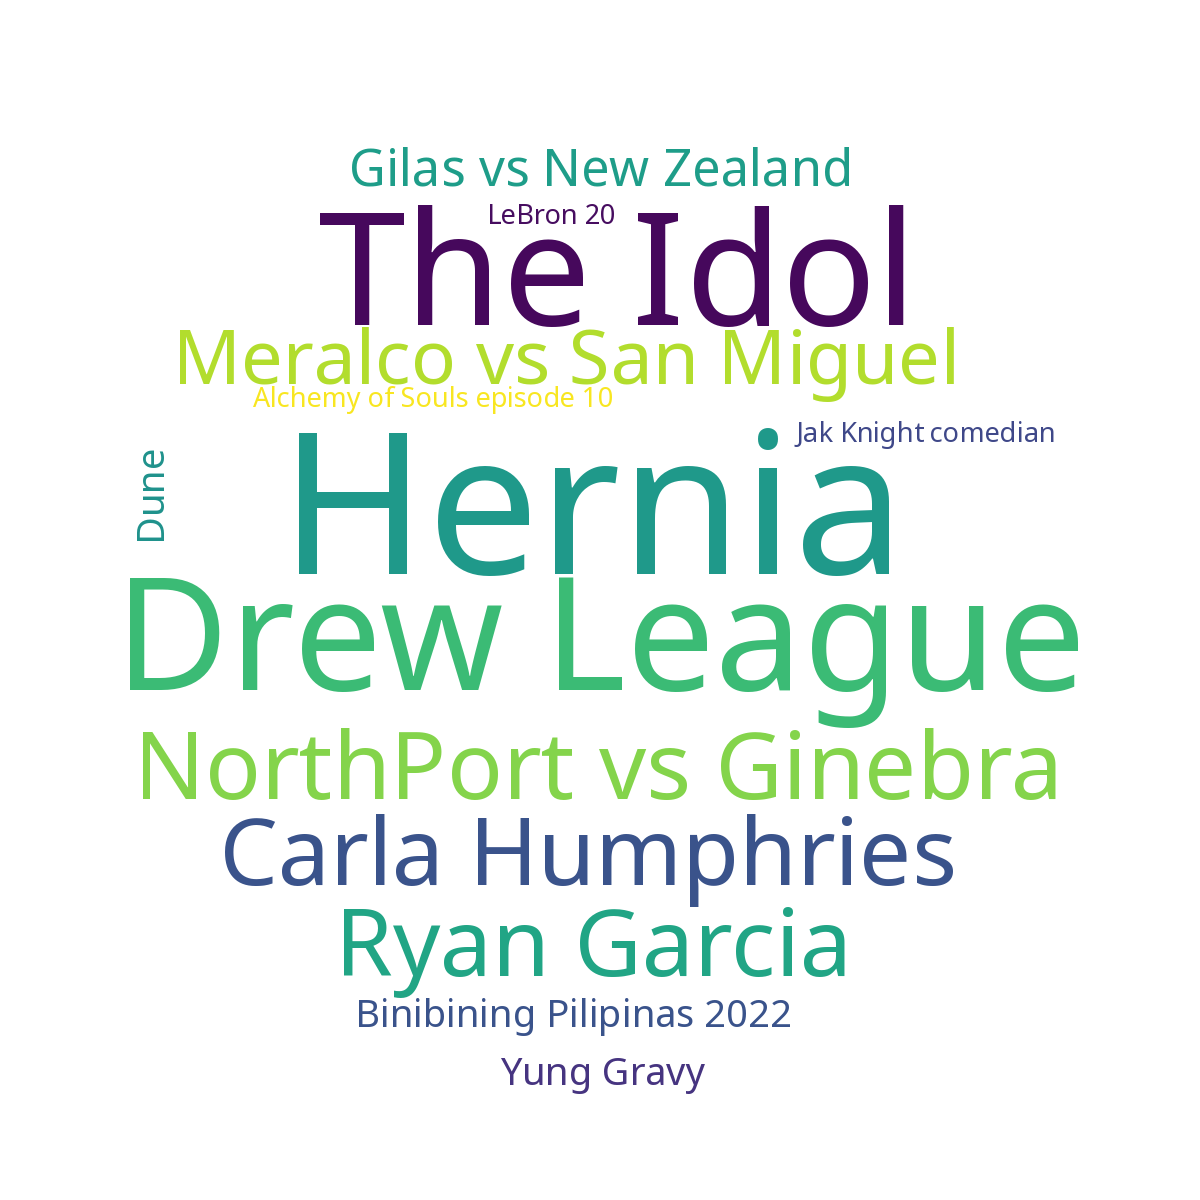 Gilas vs New Zealand
LeBron 20
The Idol
Meralco vs San Miguel
Alchemy of Souls episode 10
Jak Knight comedian
Hernia
Dune
Drew League
NorthPort vs Ginebra
Carla Humphries
Ryan Garcia
Binibining Pilipinas 2022
Yung Gravy